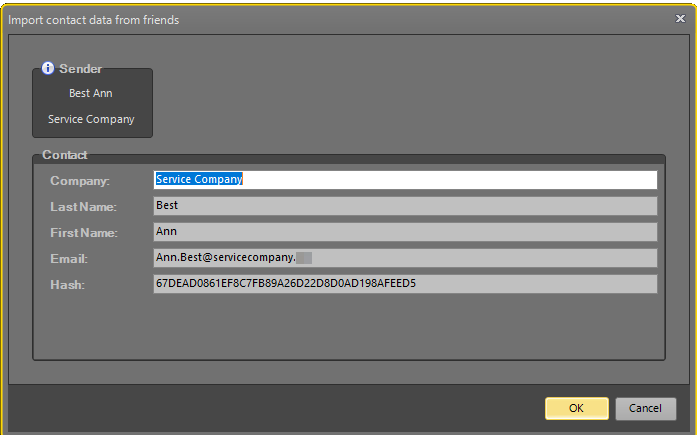 Import contact data from friends
Sender
Best Ann
Service Company
Contact
Company: Service Company
Last Name: Best
First Name: Ann
Email: Ann.Best@servicecompany.
Hash: 67DEAD0861EF8C7FB89A26D22D8D0AD198AFEED5
OK Cancel